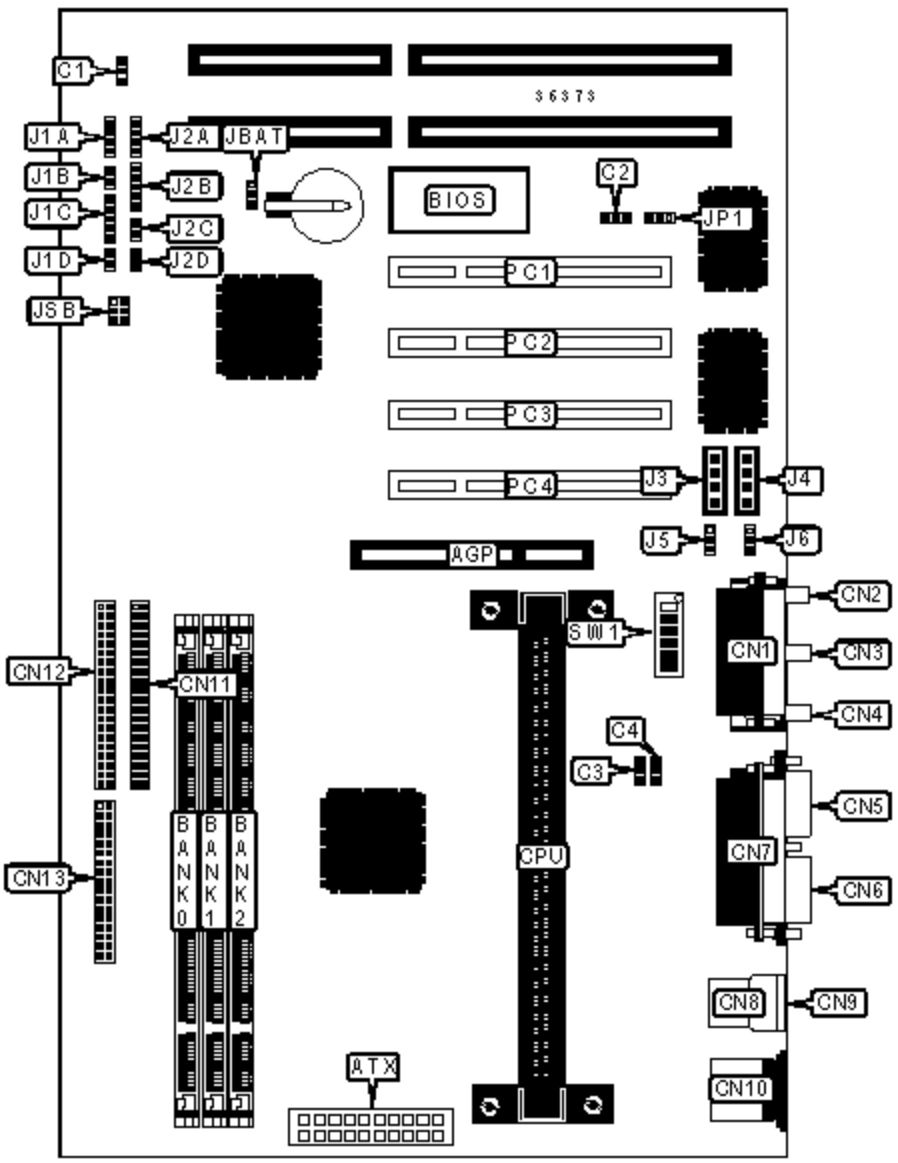 C1
36373
J1A
J2A
JBAT
J1B
J2B
BIOS
C2
JP1
J1C
J2C
J1D
J2D
PC1
JSB
PC2
PC3
PC4
J3
J4
J5
J6
AGP
CN2
SW1
CN1
CN3
CN12
CN11
CN4
C4
C3
CN5
BANK0
BANK1
BANK2
CPU
CN7
CN13
CN6
CN8
CN9
ATX
CN10